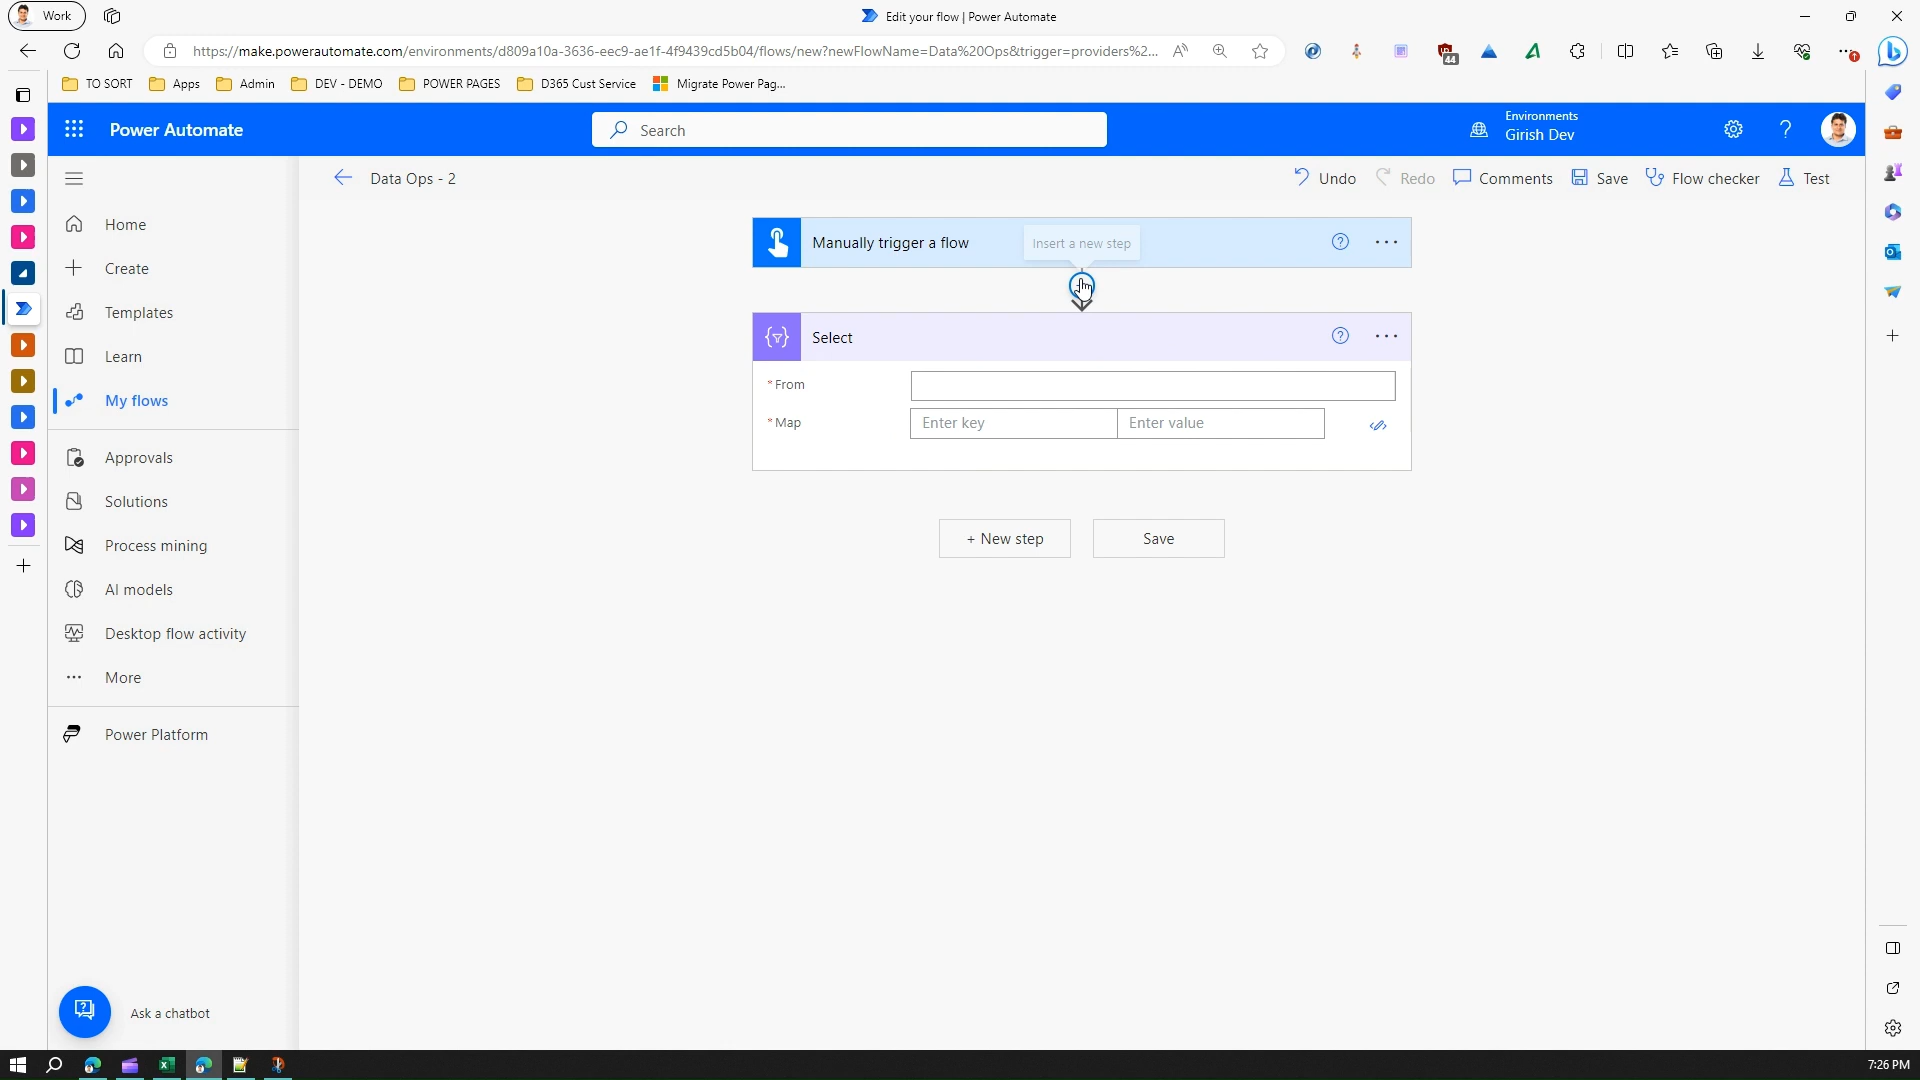 Work
Edit your flow | Power Automate
https://make.powerautomate.com/environments/d809a10a-3636-eec9-ae1f-4f9439cd5b04/flows/new?newFlowName=Data%20Ops&trigger=providers%2...
44
TO SORT
Apps
Admin
DEV - DEMO
POWER PAGES
D365 Cust Service
Migrate Power Pag...
Power Automate
Search
Environments
Girish Dev
Data Ops - 2
Undo
Redo
Comments
Save
Flow checker
Test
Home
Create
Templates
Learn
My flows
Approvals
Solutions
Process mining
AI models
Desktop flow activity
More
Power Platform
Ask a chatbot
Manually trigger a flow
Insert a new step
Select
* From
* Map
Enter key
Enter value
+ New step
Save
7:26 PM